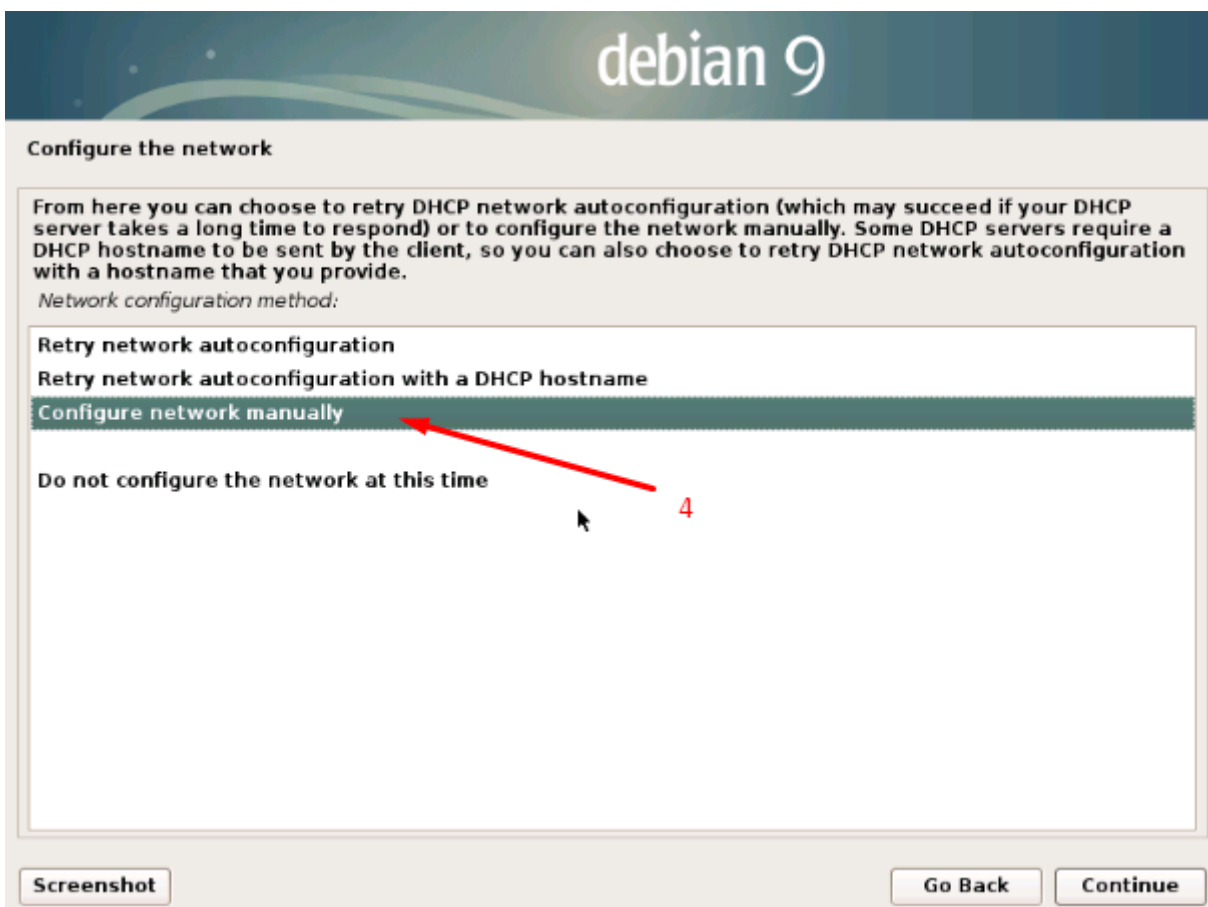 debian 9
Configure the network
From here you can choose to retry DHCP network autoconfiguration (which may succeed if your DHCP
server takes a long time to respond) or to configure the network manually. Some DHCP servers require a
DHCP hostname to be sent by the client, so you can also choose to retry DHCP network autoconfiguration
with a hostname that you provide.
Network configuration method:
Retry network autoconfiguration
Retry network autoconfiguration with a DHCP hostname
Configure network manually
Do not configure the network at this time
4
Screenshot
Go Back
Continue